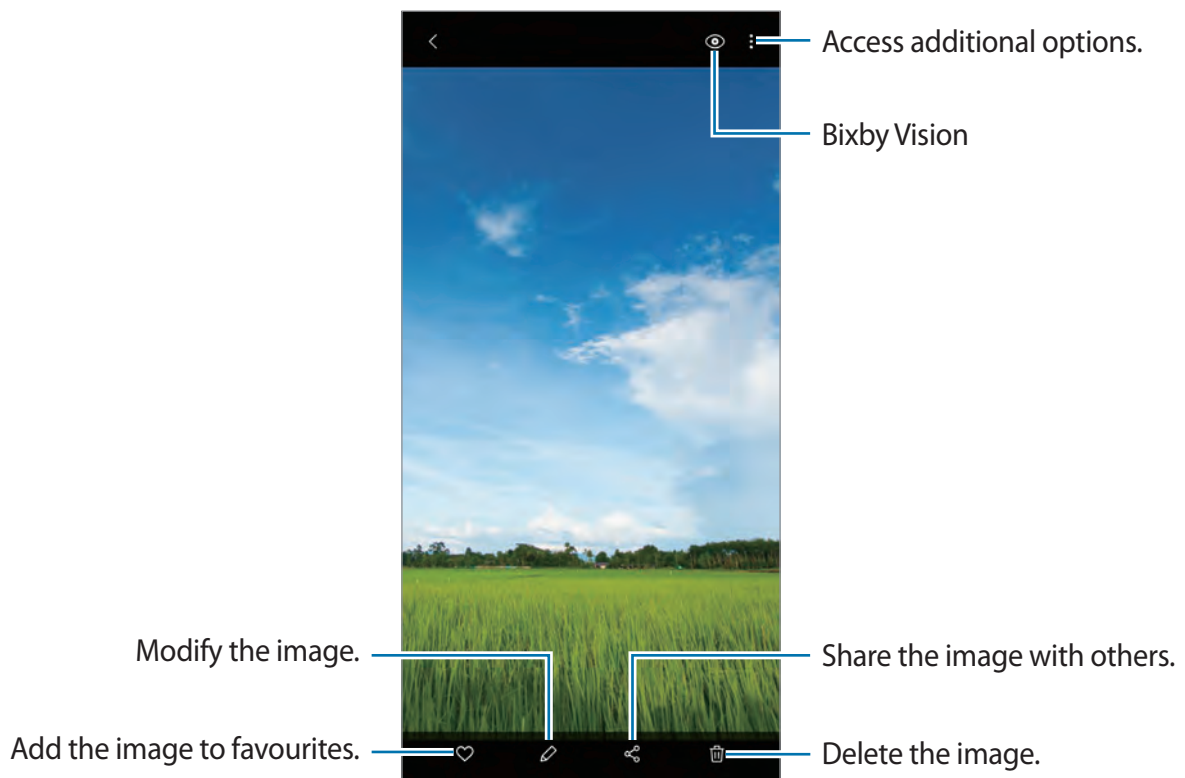 Access additional options.
Bixby Vision
Modify the image.
Share the image with others.
Add the image to favourites.
Delete the image.